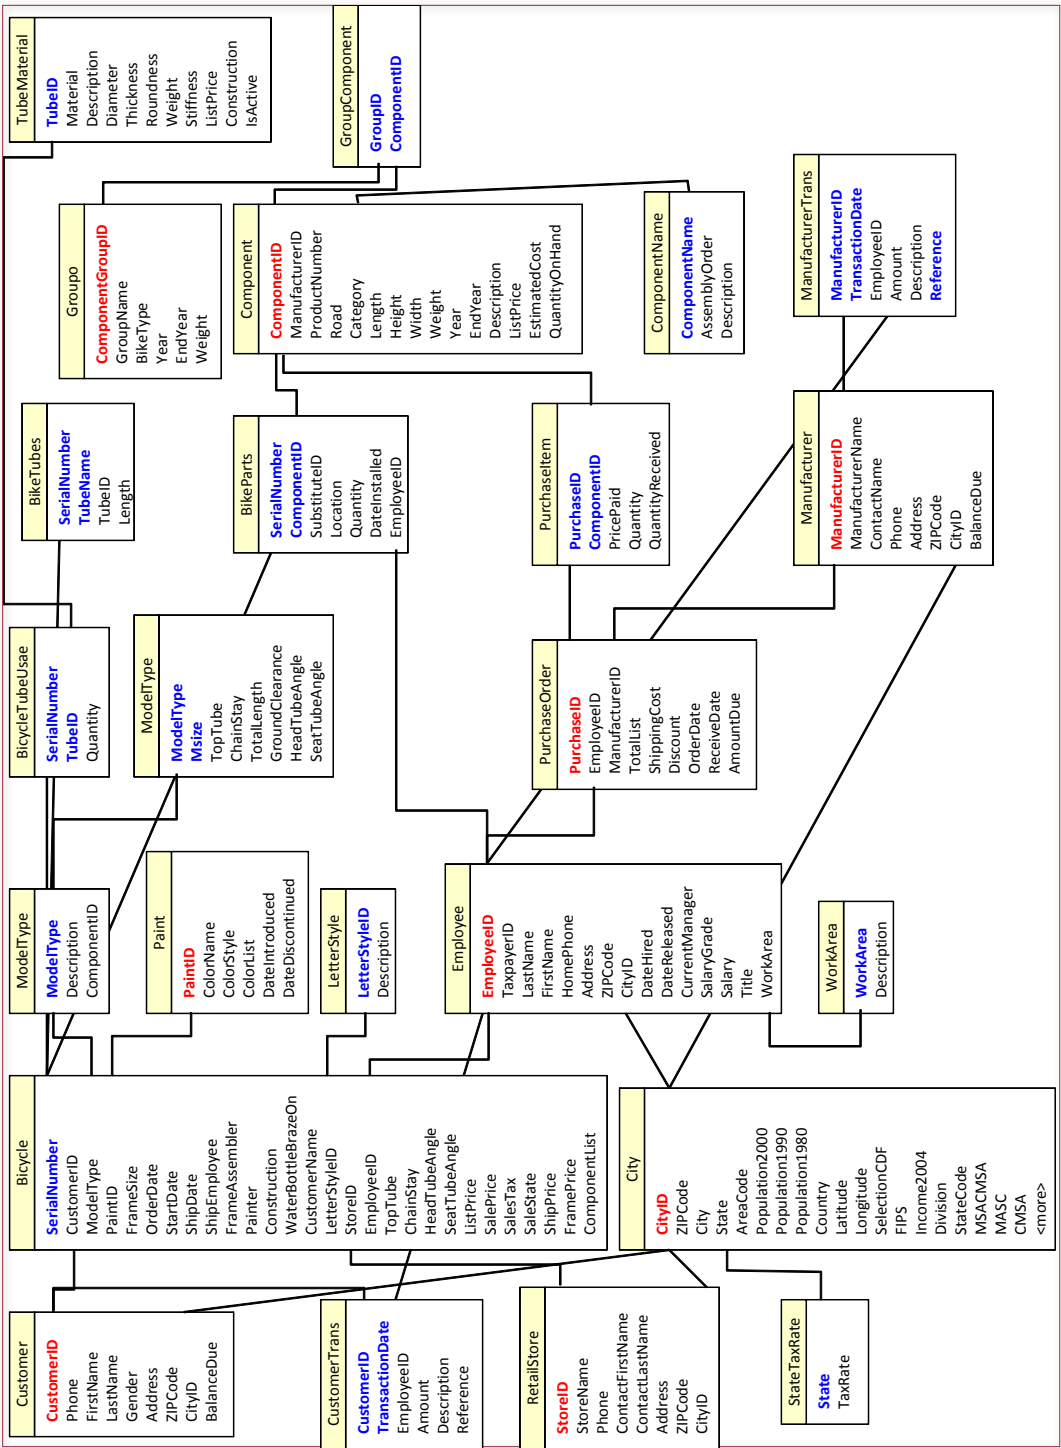 Customer
CustomerID
Phone
FirstName
LastName
Gender
Address
ZIPCode
CityID
BalanceDue
CustomerTrans
CustomerID
TransactionDate
EmployeeID
Amount
Description
Reference
RetailStore
StoreID
StoreName
Phone
ContactFirstName
ContactLastName
Address
ZIPCode
CityID
StateTaxRate
State
TaxRate
Bicycle
SerialNumber
CustomerID
ModelType
PaintID
FrameSize
OrderDate
StartDate
ShipDate
ShipEmployee
FrameAssembler
Painter
Construction
WaterBottleBrazeOn
CustomerName
LetterStyleID
StoreID
EmployeeID
TopTube
ChainStay
HeadTubeAngle
SeatTubeAngle
ListPrice
SalePrice
SalesTax
SaleState
ShipPrice
FramePrice
ComponentList
City
CityID
ZIPCode
City
State
AreaCode
Population2000
Population1990
Population1980
Country
Latitude
Longitude
SelectionCDF
FIPS
Income2004
Division
StateCode
MSACMSA
MASC
CMSA
<more>
ModelType
ModelType
Description
ComponentID
Paint
PaintID
ColorName
ColorStyle
ColorList
DateIntroduced
DateDiscontinued
LetterStyle
LetterStyleID
Description
Employee
EmployeeID
TaxpayerID
LastName
FirstName
HomePhone
Address
ZIPCode
CityID
DateHired
DateReleased
CurrentManager
SalaryGrade
Salary
Title
WorkArea
WorkArea
WorkArea
Description
BicycleTubeUsae
SerialNumber
TubeID
Quantity
ModelType
ModelType
Msize
TopTube
ChainStay
TotalLength
GroundClearance
HeadTubeAngle
SeatTubeAngle
PurchaseOrder
PurchaseID
EmployeeID
ManufacturerID
TotalList
ShippingCost
Discount
OrderDate
ReceiveDate
AmountDue
BikeTubes
SerialNumber
TubeName
TubeID
Length
BikeParts
SerialNumber
ComponentID
SubstituteID
Location
Quantity
DateInstalled
EmployeeID
PurchaseItem
PurchaseID
ComponentID
PricePaid
Quantity
QuantityReceived
Manufacturer
ManufacturerID
ManufacturerName
ContactName
Phone
Address
ZIPCode
CityID
BalanceDue
Groupo
ComponentGroupID
GroupName
BikeType
Year
EndYear
Weight
Component
ComponentID
ManufacturerID
ProductNumber
Road
Category
Length
Height
Width
Weight
Year
EndYear
Description
ListPrice
EstimatedCost
QuantityOnHand
ComponentName
ComponentName
AssemblyOrder
Description
ManufacturerTrans
ManufacturerID
TransactionDate
EmployeeID
Amount
Description
Reference
TubeMaterial
TubeID
Material
Description
Diameter
Thickness
Roundness
Weight
Stiffness
ListPrice
Construction
IsActive
GroupComponent
GroupID
ComponentID